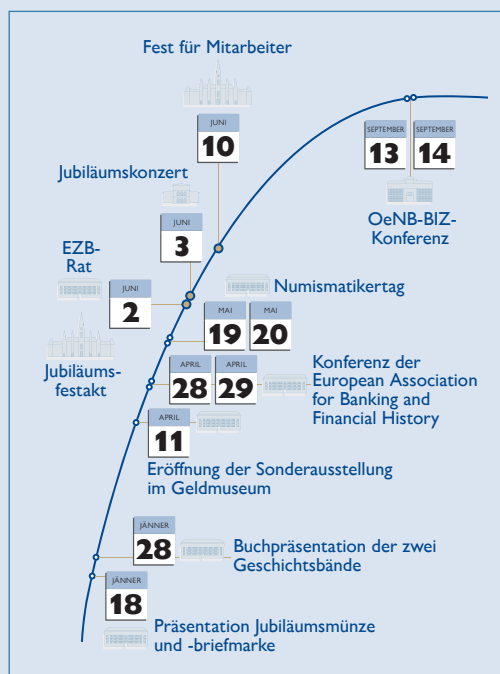 Fest für Mitarbeiter
JUNI
10
SEPTEMBER
13
SEPTEMBER
14
OeNB-BIZ-
Konferenz
Jubiläumskonzert
JUNI
3
EZB-
Rat
JUNI
2
Jubiläums-
festakt
Numismatikertag
MAI
19
MAI
20
APRIL
28
APRIL
29
Konferenz der
European Association
for Banking and
Financial History
APRIL
11
Eröffnung der Sonderausstellung
im Geldmuseum
JÄNNER
28
Buchpräsentation der zwei
Geschichtsbände
JÄNNER
18
Präsentation Jubiläumsmünze
und -briefmarke